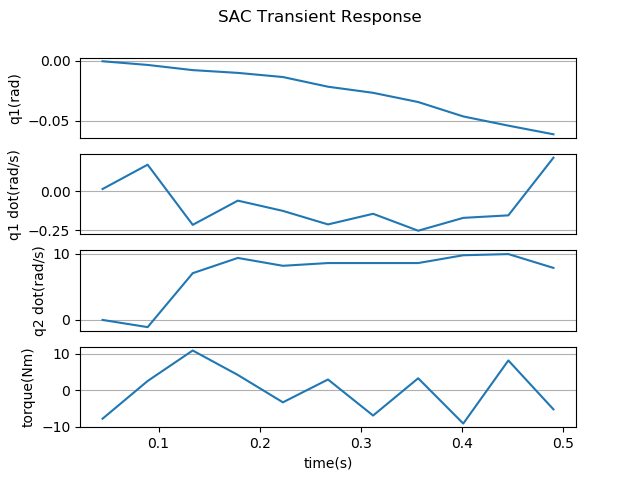 SAC Transient Response
q1(rad)
0.00
−0.05
q1 dot(rad/s)
0.00
−0.25
q2 dot(rad/s)
10
0
torque(Nm)
10
0
−10
0.1 0.2 0.3 0.4 0.5
time(s)